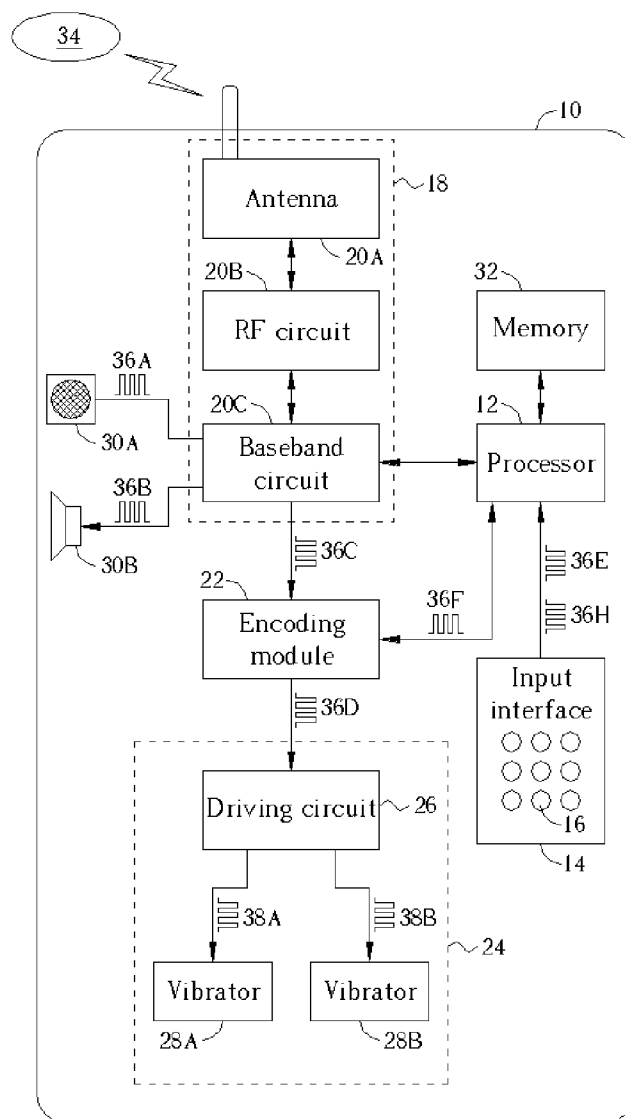 34
10
18
Antenna
20A
20B
32
RF circuit
Memory
36A
20C
12
30A
Baseband
circuit
Processor
36B
30B
36C
36E
22
36F
36H
Encoding
module
Input
interface
36D
16
Driving circuit
26
14
38A
38B
24
Vibrator
Vibrator
28A
28B